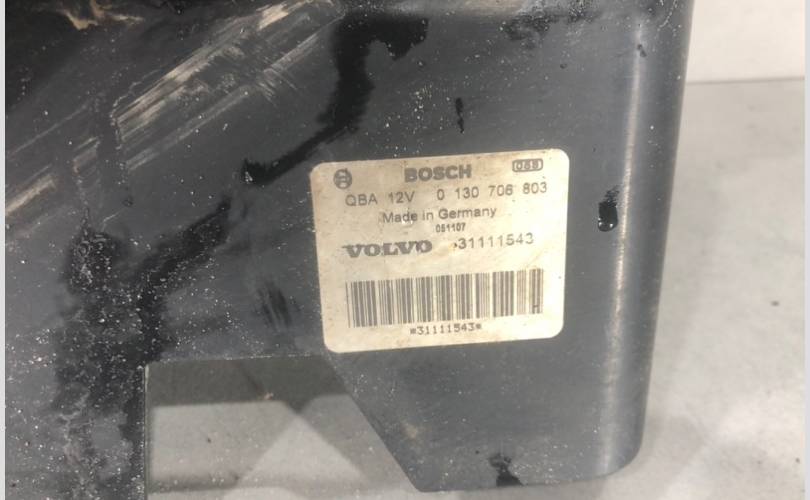 BOSCH
QBA 12V 0 130 706 803
Made in Germany
051107
VOLVO 31111543
*31111543*